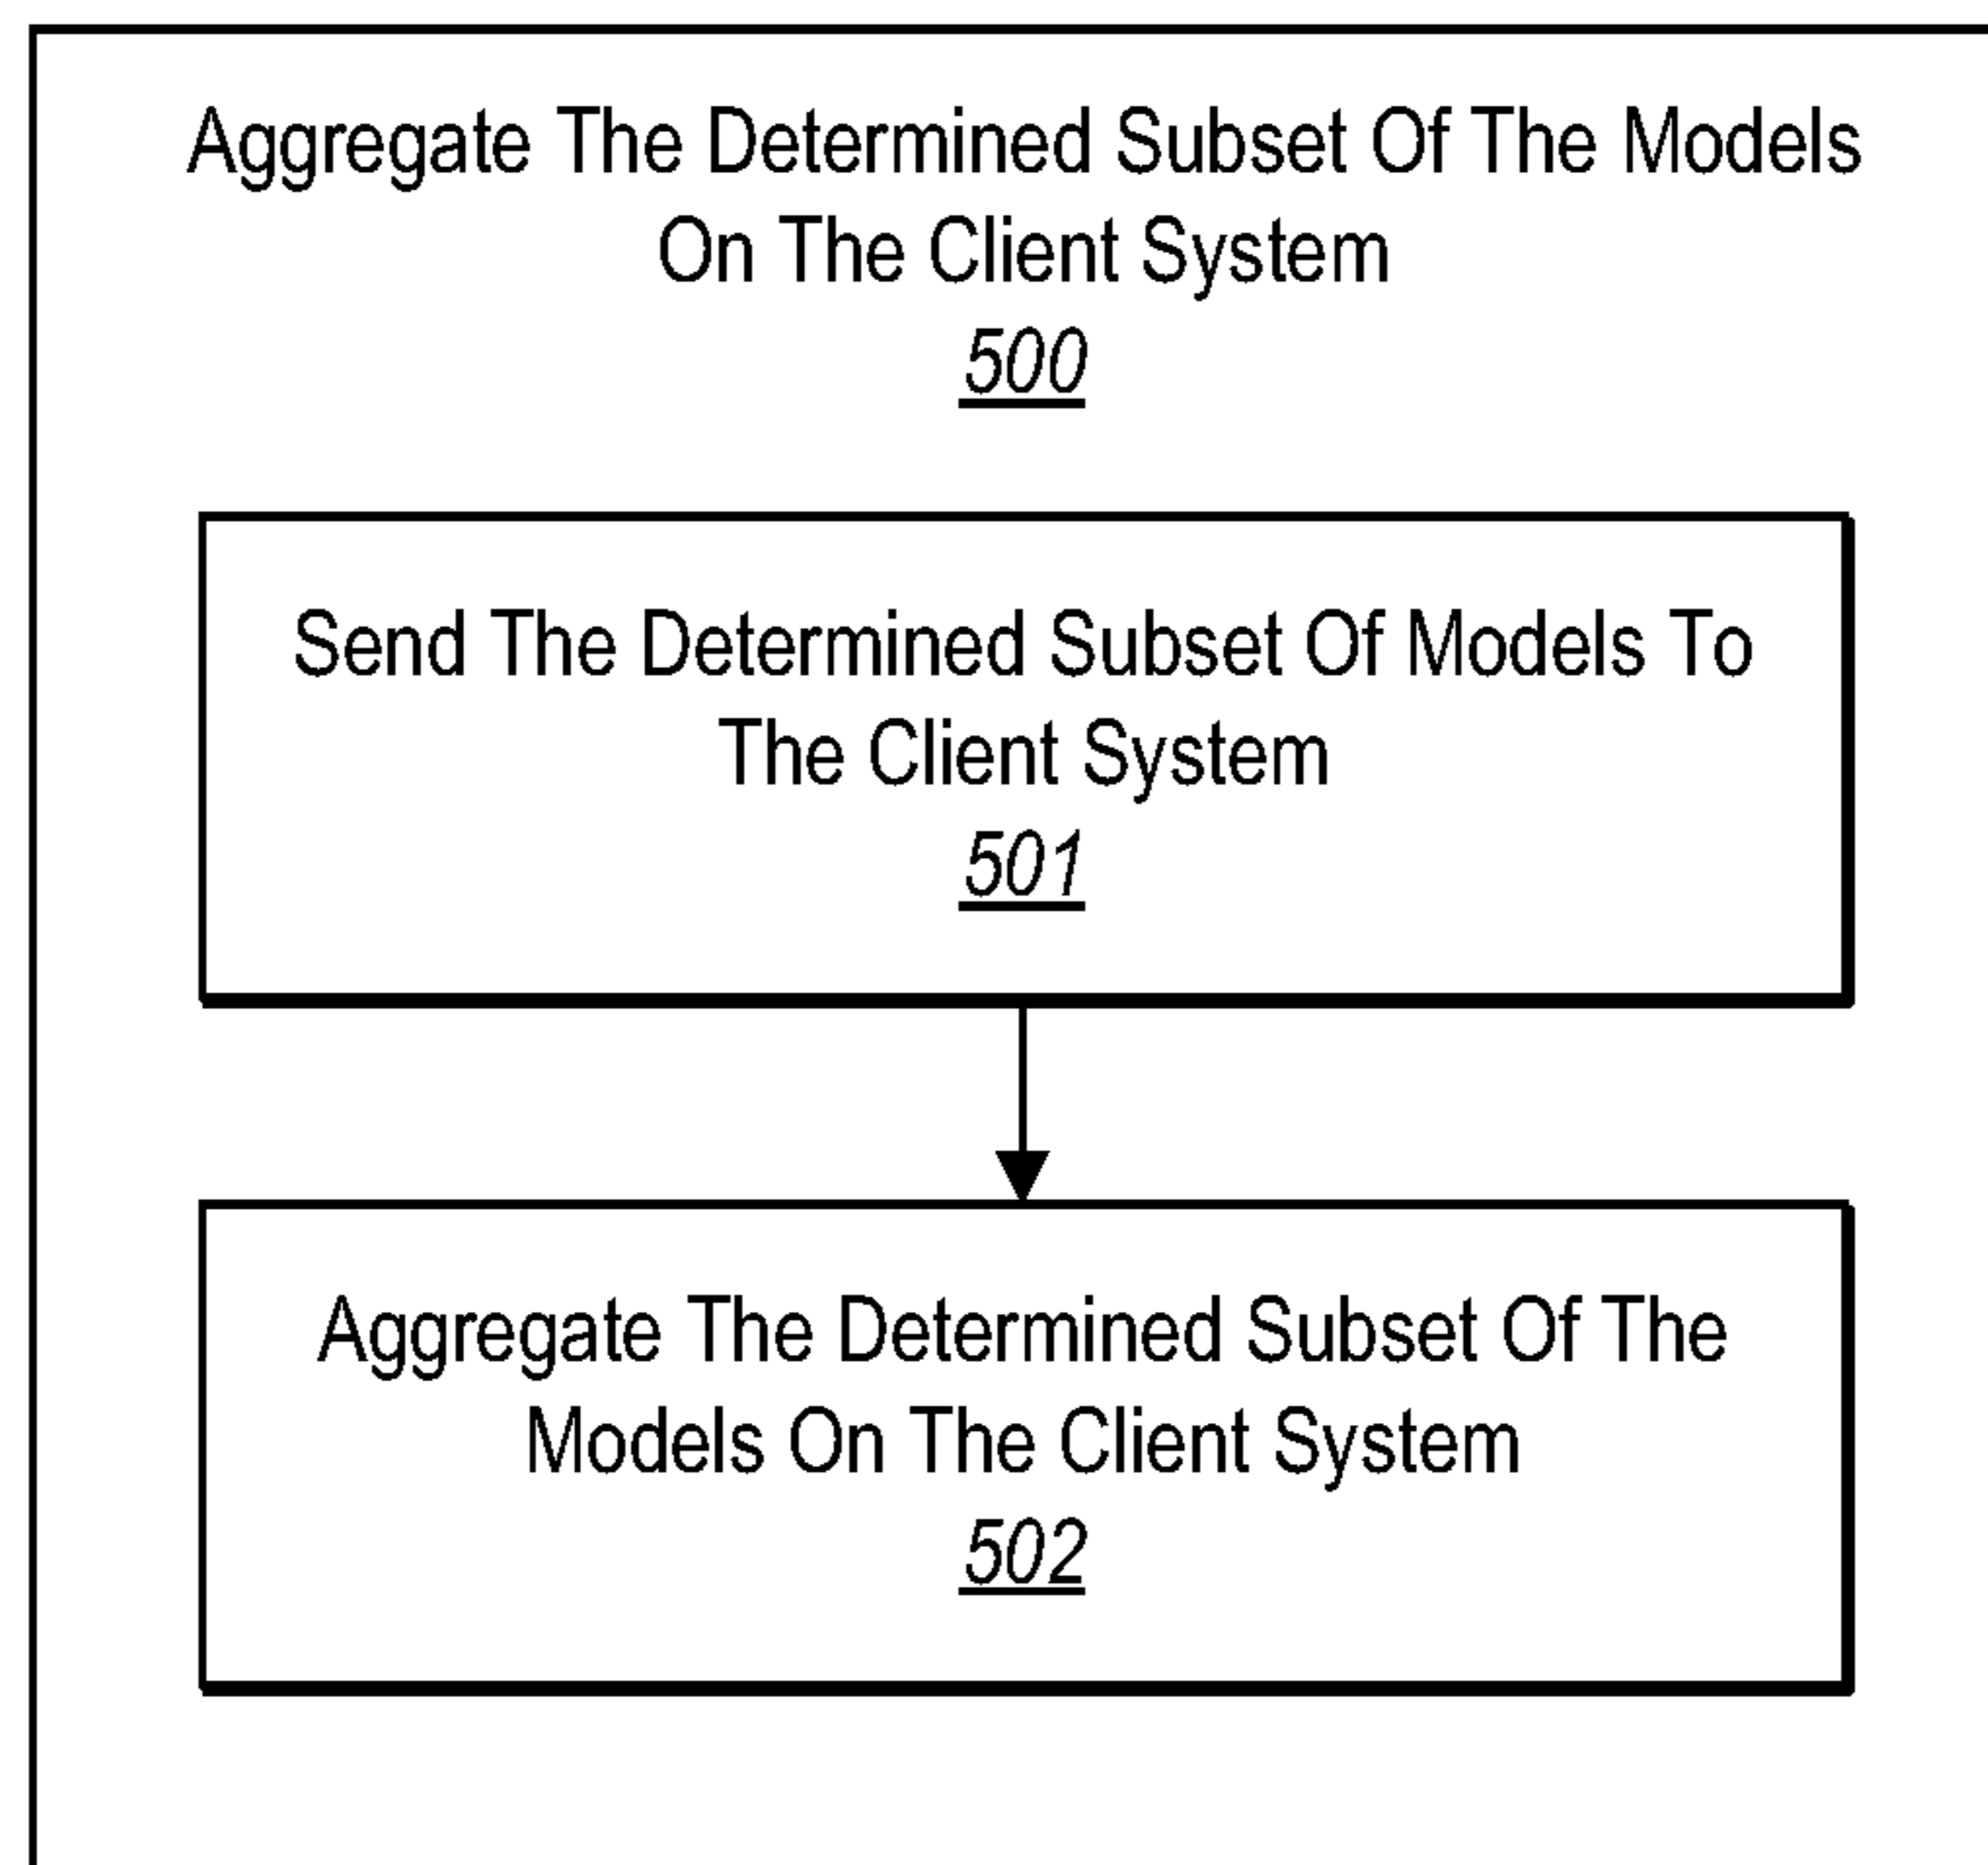 Aggregate The Determined Subset Of The Models
On The Client System
500
Send The Determined Subset Of Models To
The Client System
501
Aggregate The Determined Subset Of The
Models On The Client System
502